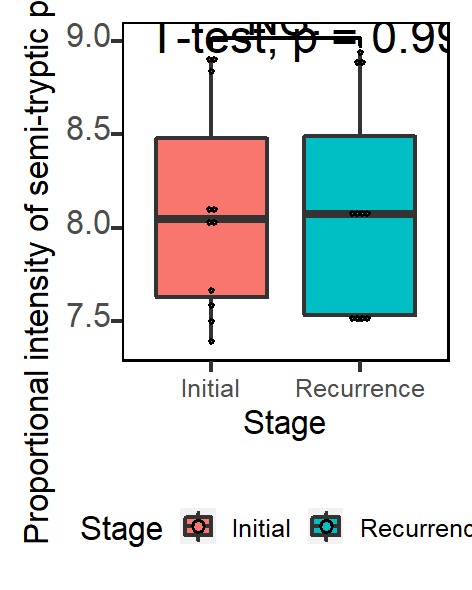 T-test, p = 0.99
9.0
8.5
8.0
7.5
Proportional intensity of semi-tryptic p
Initial Recurrence
Stage
Stage Initial Recurrenc